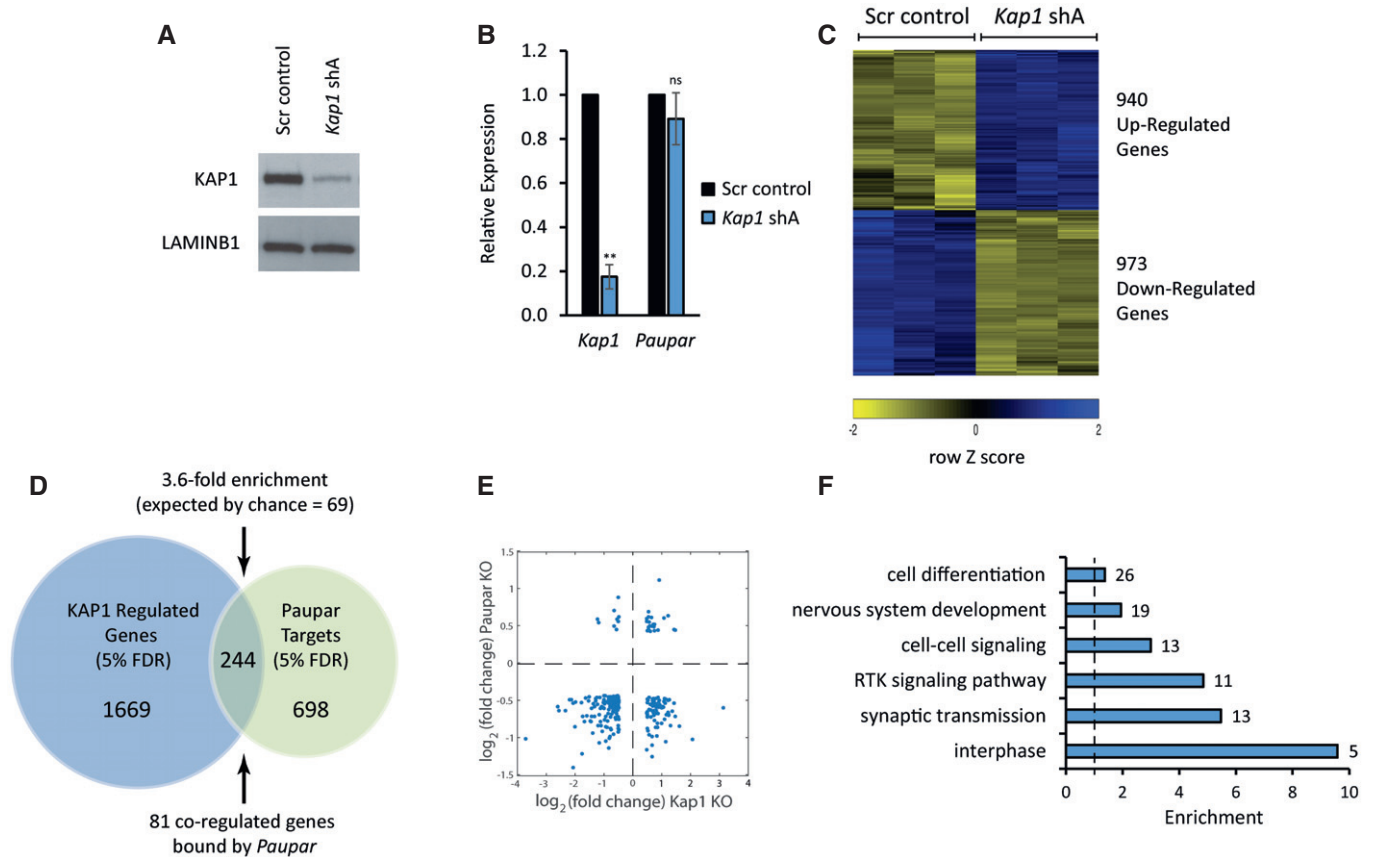 A
Scr control
Kap1 shA
KAP1
LAMINB1
B
1.2
1.0
0.8
0.6
0.4
0.2
0.0
Relative Expression
**
ns
Kap1
Paupar
Scr control
Kap1 shA
C
Scr control
Kap1 shA
940
Up-Regulated
Genes
973
Down-Regulated
Genes
-2
0
2
row Z score
D
3.6-fold enrichment
(expected by chance = 69)
KAP1 Regulated
Genes
(5% FDR)
1669
244
Paupar
Targets
(5% FDR)
698
81 co-regulated genes
bound by Paupar
E
log2(fold change) Paupar KO
1.5
1
0.5
0
-0.5
-1
-1.5
-4
-3
-2
-1
0
1
2
3
4
log2(fold change) Kap1 KO
F
cell differentiation
26
nervous system development
19
cell-cell signaling
13
RTK signaling pathway
11
synaptic transmission
13
interphase
5
0
2
4
6
8
10
Enrichment